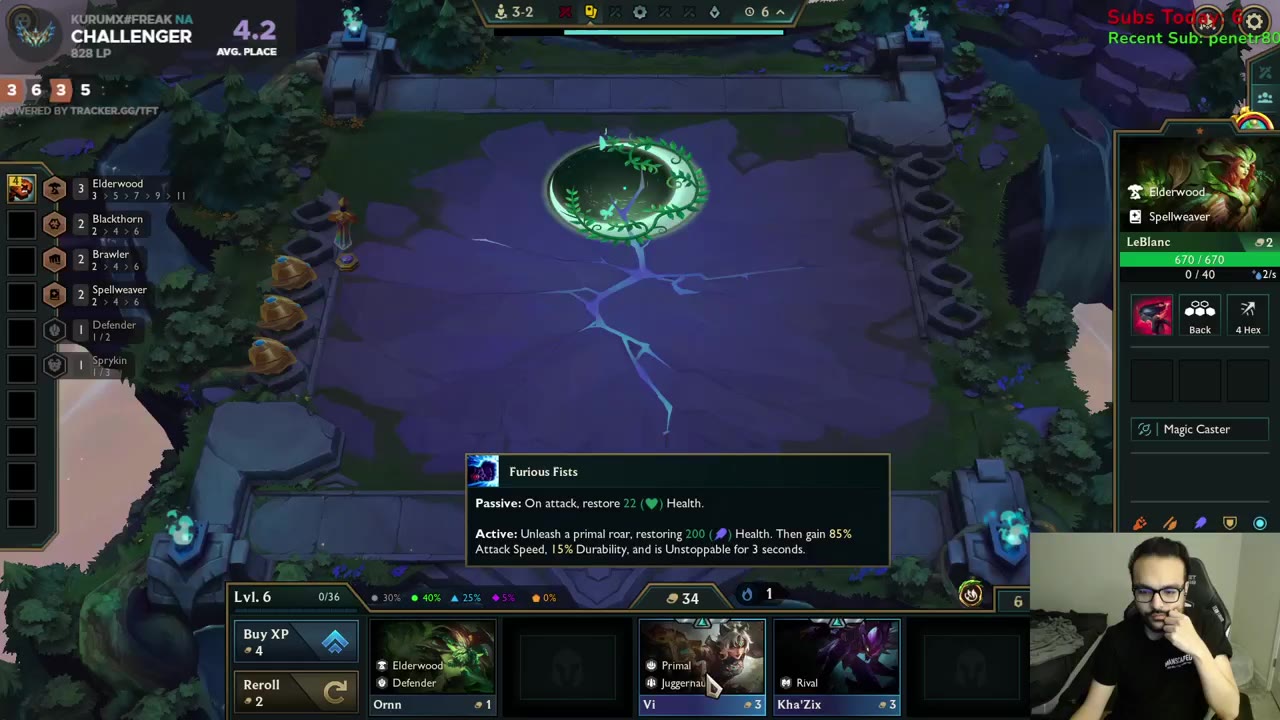 KURUMX#FREAK NA
CHALLENGER
828 LP
4.2
AVG. PLACE
3 6 3 5
POWERED BY TRACKER.GG/TFT
3-2
6
Subs Today: 6
Recent Sub: penetr80
4
3 Elderwood
3 > 5 > 7 > 9 > 11
2 Blackthorn
2 > 4 > 6
2 Brawler
2 > 4 > 6
2 Spellweaver
2 > 4 > 6
1 Defender
1 / 2
1 Sprykin
1 / 3
Elderwood
Spellweaver
LeBlanc 2
670 / 670
0 / 40 2/s
Back
4 Hex
Magic Caster
Furious Fists
Passive: On attack, restore 22 ( ) Health.
Active: Unleash a primal roar, restoring 200 ( ) Health. Then gain 85%
Attack Speed, 15% Durability, and is Unstoppable for 3 seconds.
Lvl. 6 0/36
30% 40% 25% 5% 0%
34
1
6
Buy XP
4
Reroll
2
Elderwood
Defender
Ornn 1
Primal
Juggernau
Vi 3
Rival
Kha'Zix 3